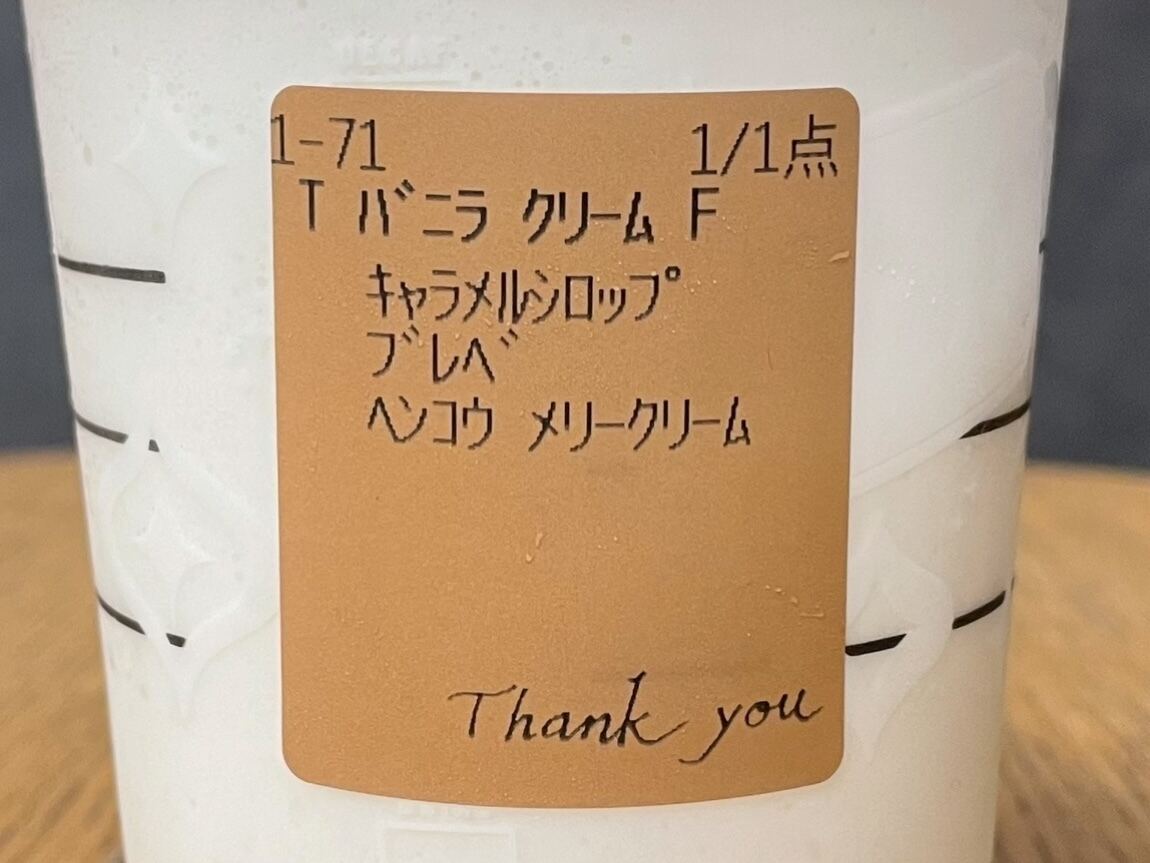 1-71 1/1点
T バニラ クリーム F
キャラメルシロップ
ブレベ
ヘンコウ メリークリーム
Thank you